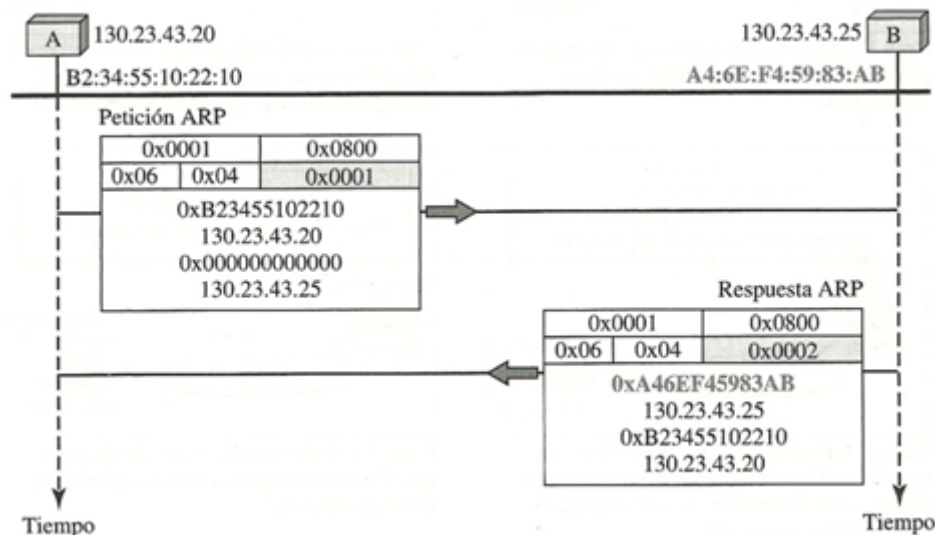 A 130.23.43.20
130.23.43.25 B
B2:34:55:10:22:10
A4:6E:F4:59:83:AB
Petición ARP
0x0001 0x0800
0x06 0x04 0x0001
0xB23455102210
130.23.43.20
0x000000000000
130.23.43.25
Respuesta ARP
0x0001 0x0800
0x06 0x04 0x0002
0xA46EF45983AB
130.23.43.25
0xB23455102210
130.23.43.20
Tiempo
Tiempo